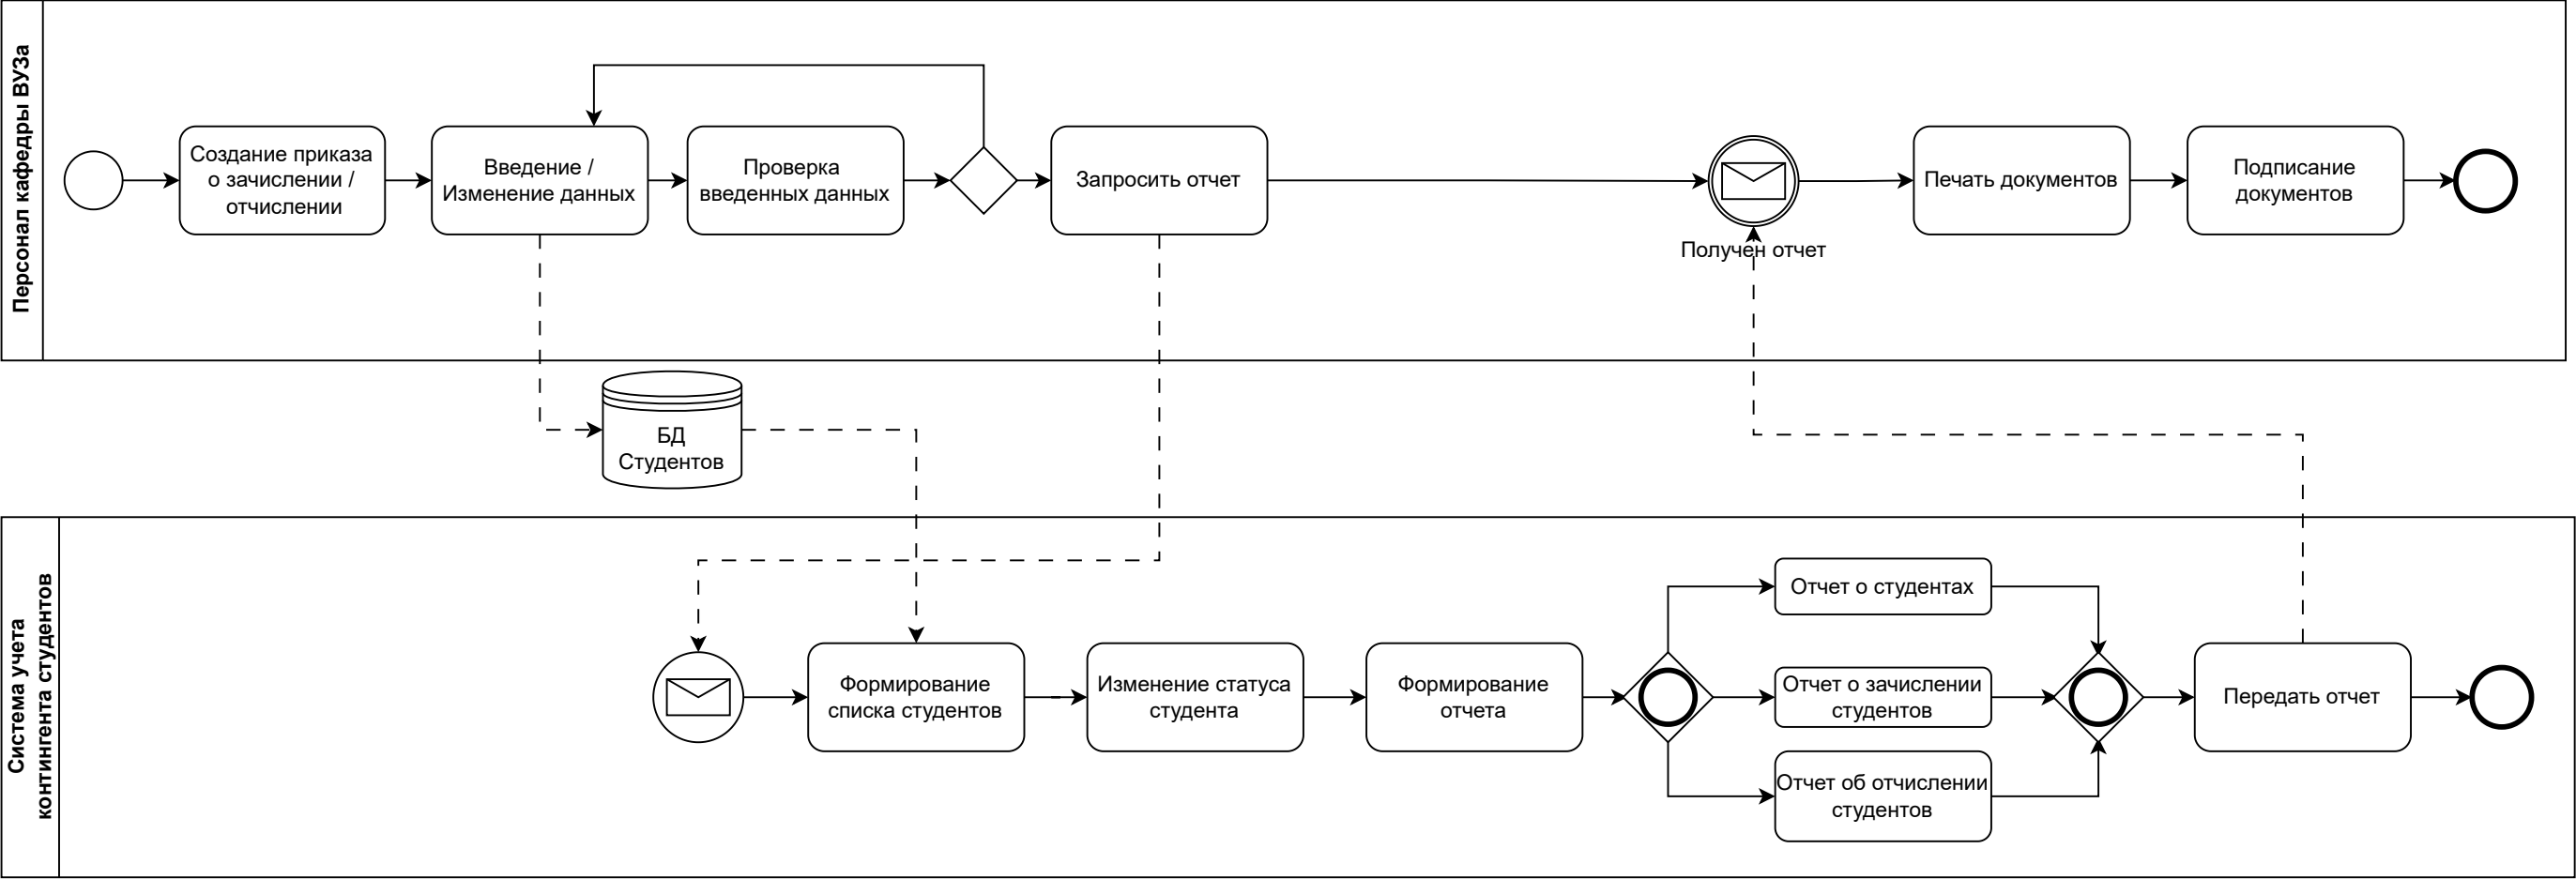 Персонал кафедры ВУЗа
Создание приказа
о зачислении /
отчислении
Введение /
Изменение данных
Проверка
введенных данных
Запросить отчет
Получен отчет
Печать документов
Подписание
документов
БД
Студентов
Система учета
контингента студентов
Формирование
списка студентов
Изменение статуса
студента
Формирование
отчета
Отчет о студентах
Отчет о зачислении
студентов
Отчет об отчислении
студентов
Передать отчет